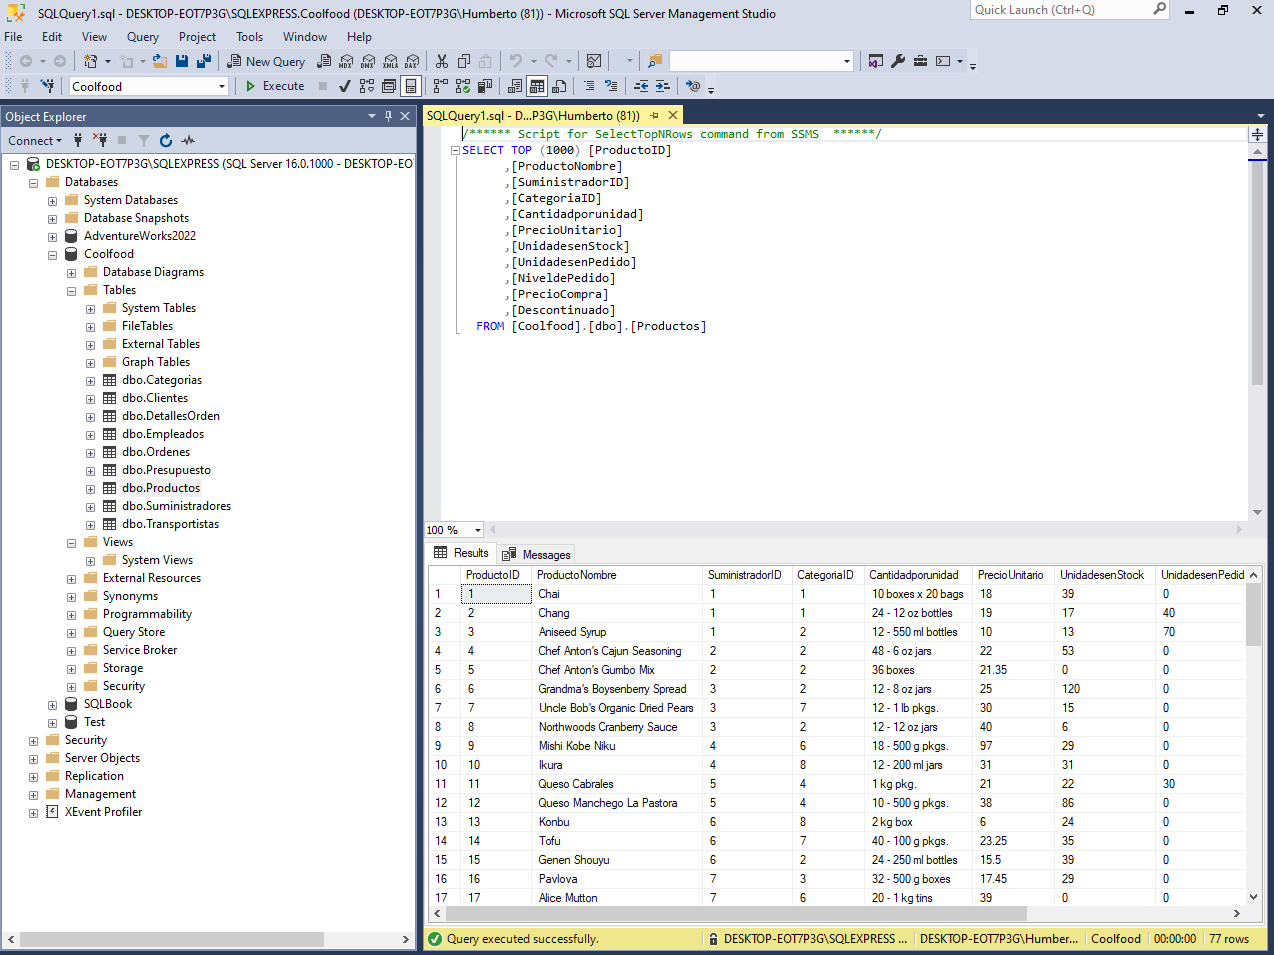 SQLQuery1.sql - DESKTOP-EOT7P3G\SQLEXPRESS.Coolfood (DESKTOP-EOT7P3G\Humberto (81)) - Microsoft SQL Server Management Studio
Quick Launch (Ctrl+Q)
File Edit View Query Project Tools Window Help
New Query MDX DMX XMLA DAX
Coolfood Execute
Object Explorer
Connect
DESKTOP-EOT7P3G\SQLEXPRESS (SQL Server 16.0.1000 - DESKTOP-EO
Databases
System Databases
Database Snapshots
AdventureWorks2022
Coolfood
Database Diagrams
Tables
System Tables
FileTables
External Tables
Graph Tables
dbo.Categorias
dbo.Clientes
dbo.DetallesOrden
dbo.Empleados
dbo.Ordenes
dbo.Presupuesto
dbo.Productos
dbo.Suministradores
dbo.Transportistas
Views
System Views
External Resources
Synonyms
Programmability
Query Store
Service Broker
Storage
Security
SQLBook
Test
Security
Server Objects
Replication
Management
XEvent Profiler
SQLQuery1.sql - D...P3G\Humberto (81))
/****** Script for SelectTopNRows command from SSMS  ******/
SELECT TOP (1000) [ProductoID]
,[ProductoNombre]
,[SuministradorID]
,[CategoriaID]
,[Cantidadporunidad]
,[PrecioUnitario]
,[UnidadesenStock]
,[UnidadesenPedido]
,[NiveldePedido]
,[PrecioCompra]
,[Descontinuado]
FROM [Coolfood].[dbo].[Productos]
100 %
Results Messages
ProductoID ProductoNombre SuministradorID CategoriaID Cantidadporunidad PrecioUnitario UnidadesenStock UnidadesenPedid
1 1 Chai 1 1 10 boxes x 20 bags 18 39 0
2 2 Chang 1 1 24 - 12 oz bottles 19 17 40
3 3 Aniseed Syrup 1 2 12 - 550 ml bottles 10 13 70
4 4 Chef Anton's Cajun Seasoning 2 2 48 - 6 oz jars 22 53 0
5 5 Chef Anton's Gumbo Mix 2 2 36 boxes 21.35 0 0
6 6 Grandma's Boysenberry Spread 3 2 12 - 8 oz jars 25 120 0
7 7 Uncle Bob's Organic Dried Pears 3 7 12 - 1 lb pkgs. 30 15 0
8 8 Northwoods Cranberry Sauce 3 2 12 - 12 oz jars 40 6 0
9 9 Mishi Kobe Niku 4 6 18 - 500 g pkgs. 97 29 0
10 10 Ikura 4 8 12 - 200 ml jars 31 31 0
11 11 Queso Cabrales 5 4 1 kg pkg. 21 22 30
12 12 Queso Manchego La Pastora 5 4 10 - 500 g pkgs. 38 86 0
13 13 Konbu 6 8 2 kg box 6 24 0
14 14 Tofu 6 7 40 - 100 g pkgs. 23.25 35 0
15 15 Genen Shouyu 6 2 24 - 250 ml bottles 15.5 39 0
16 16 Pavlova 7 3 32 - 500 g boxes 17.45 29 0
17 17 Alice Mutton 7 6 20 - 1 kg tins 39 0 0
Query executed successfully. DESKTOP-EOT7P3G\SQLEXPRESS ... DESKTOP-EOT7P3G\Humber... Coolfood 00:00:00 77 rows